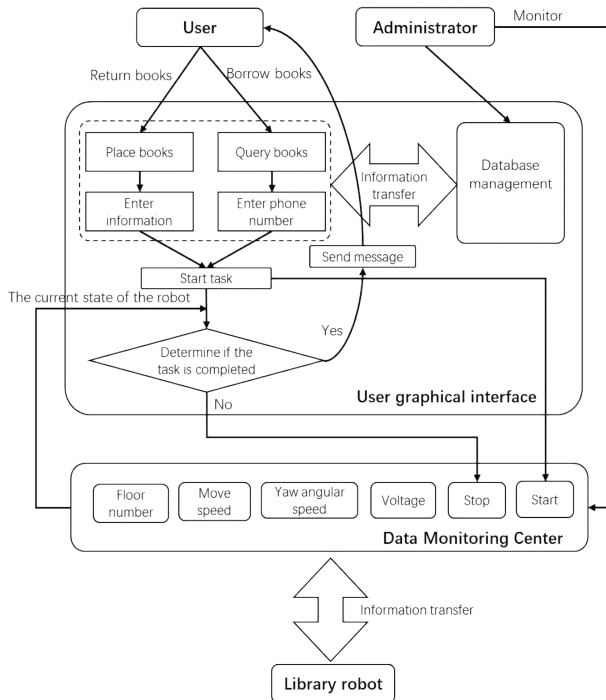 Monitor
User
Administrator
Return books
Borrow books
Place books
Query books
Enter
information
Enter phone
number
Information
transfer
Database
management
Send message
Start task
The current state of the robot
Yes
Determine if the
task is completed
No
User graphical interface
Floor
number
Move
speed
Yaw angular
speed
Voltage
Stop
Start
Data Monitoring Center
Information transfer
Library robot